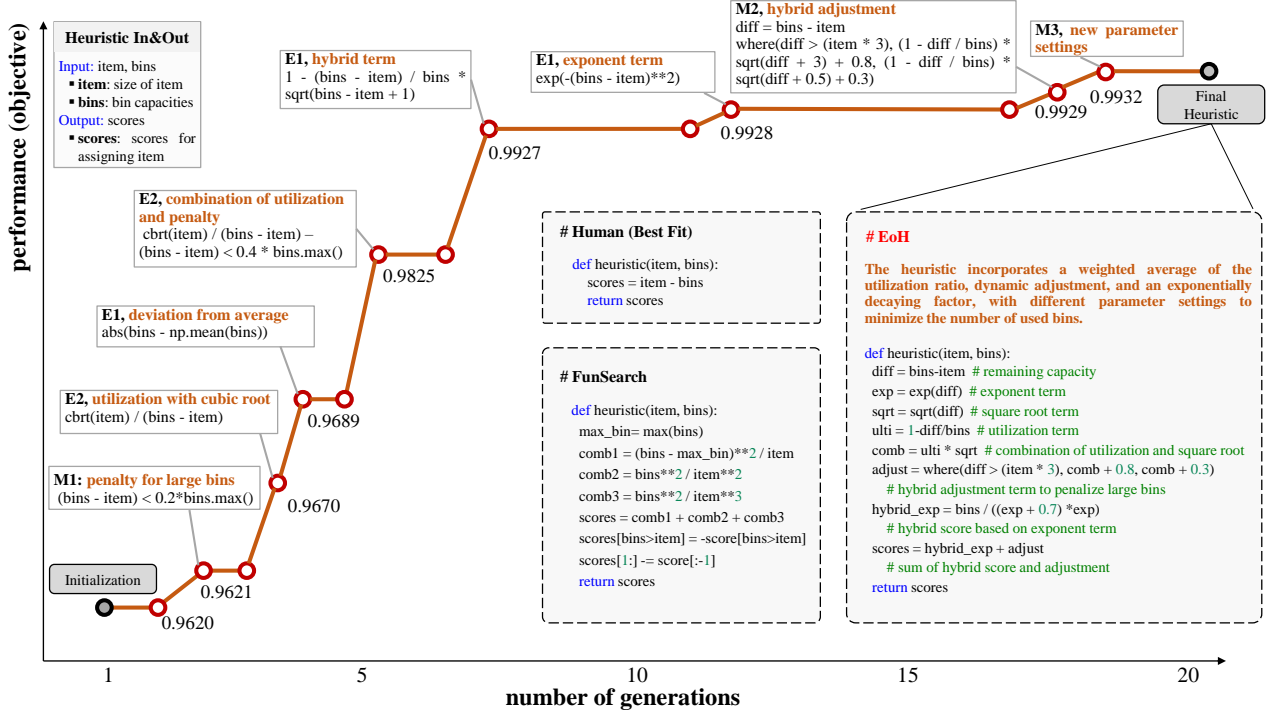 performance (objective)
Heuristic In&Out
Input: item, bins
▪ item: size of item
▪ bins: bin capacities
Output: scores
▪ scores: scores for
assigning item
Initialization
0.9620
M1: penalty for large bins
(bins - item) < 0.2*bins.max()
0.9621
E2, utilization with cubic root
cbrt(item) / (bins - item)
0.9670
E1, deviation from average
abs(bins - np.mean(bins))
0.9689
E2, combination of utilization
and penalty
cbrt(item) / (bins - item) –
(bins - item) < 0.4 * bins.max()
0.9825
E1, hybrid term
1 - (bins - item) / bins *
sqrt(bins - item + 1)
0.9927
E1, exponent term
exp(-(bins - item)**2)
0.9928
M2, hybrid adjustment
diff = bins - item
where(diff > (item * 3), (1 - diff / bins) *
sqrt(diff + 3) + 0.8, (1 - diff / bins) *
sqrt(diff + 0.5) + 0.3)
0.9929
M3, new parameter
settings
0.9932
Final
Heuristic
# Human (Best Fit)
def heuristic(item, bins):
scores = item - bins
return scores
# FunSearch
def heuristic(item, bins):
max_bin= max(bins)
comb1 = (bins - max_bin)**2 / item
comb2 = bins**2 / item**2
comb3 = bins**2 / item**3
scores = comb1 + comb2 + comb3
scores[bins>item] = -score[bins>item]
scores[1:] -= score[:-1]
return scores
# EoH
The heuristic incorporates a weighted average of the
utilization ratio, dynamic adjustment, and an exponentially
decaying factor, with different parameter settings to
minimize the number of used bins.
def heuristic(item, bins):
diff = bins-item # remaining capacity
exp = exp(diff) # exponent term
sqrt = sqrt(diff) # square root term
ulti = 1-diff/bins # utilization term
comb = ulti * sqrt # combination of utilization and square root
adjust = where(diff > (item * 3), comb + 0.8, comb + 0.3)
# hybrid adjustment term to penalize large bins
hybrid_exp = bins / ((exp + 0.7) *exp)
# hybrid score based on exponent term
scores = hybrid_exp + adjust
# sum of hybrid score and adjustment
return scores
1 5 10 15 20
number of generations